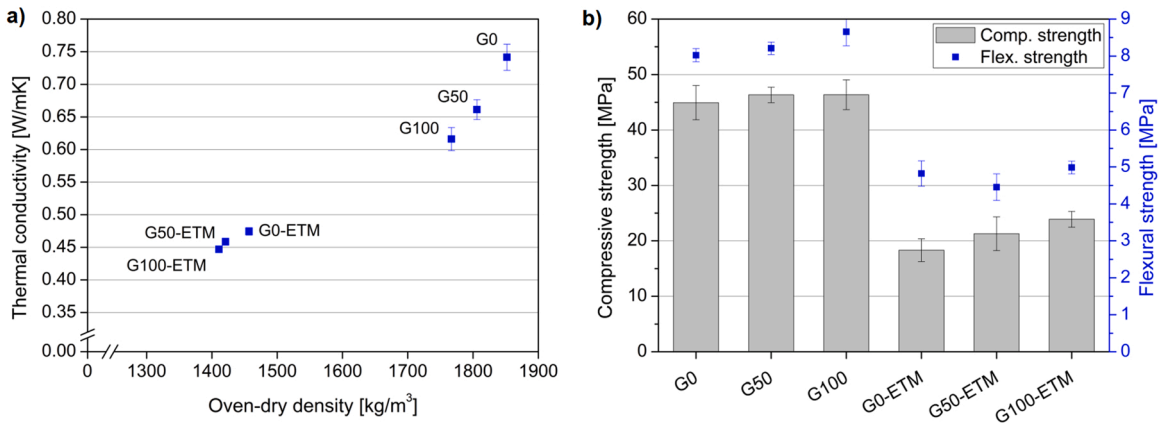 a)
Thermal conductivity [W/mK]
0.80
0.75
0.70
0.65
0.60
0.55
0.50
0.45
0.40
0.35
0.00
G0
G50
G100
G50-ETM
G0-ETM
G100-ETM
0 1300 1400 1500 1600 1700 1800 1900
Oven-dry density [kg/m³]
b)
Compressive strength [MPa]
60
50
40
30
20
10
0
Comp. strength
Flex. strength
9
8
7
6
5
4
3
2
1
0
Flexural strength [MPa]
G0 G50 G100 G0-ETM G50-ETM G100-ETM